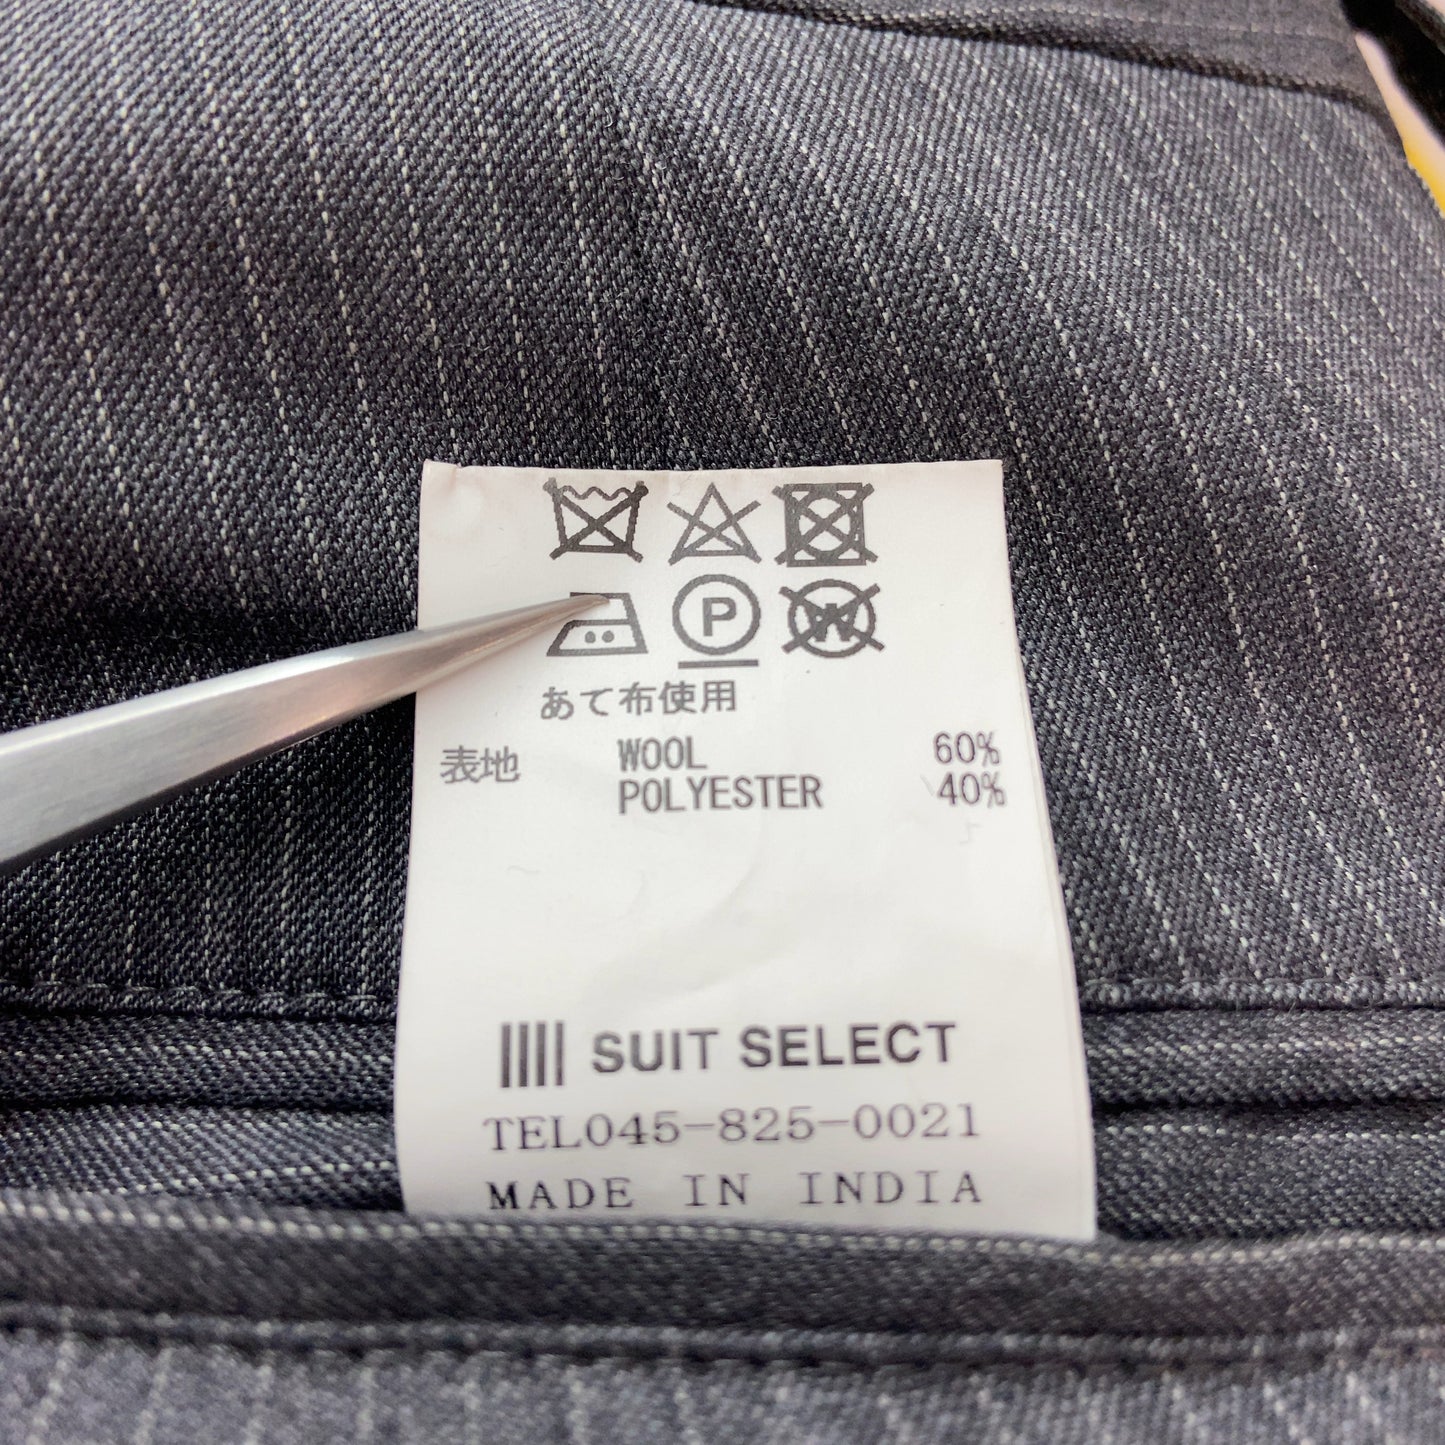 P W
あて布使用
表地 WOOL 60%
POLYESTER 40%
SUIT SELECT
TEL045-825-0021
MADE IN INDIA